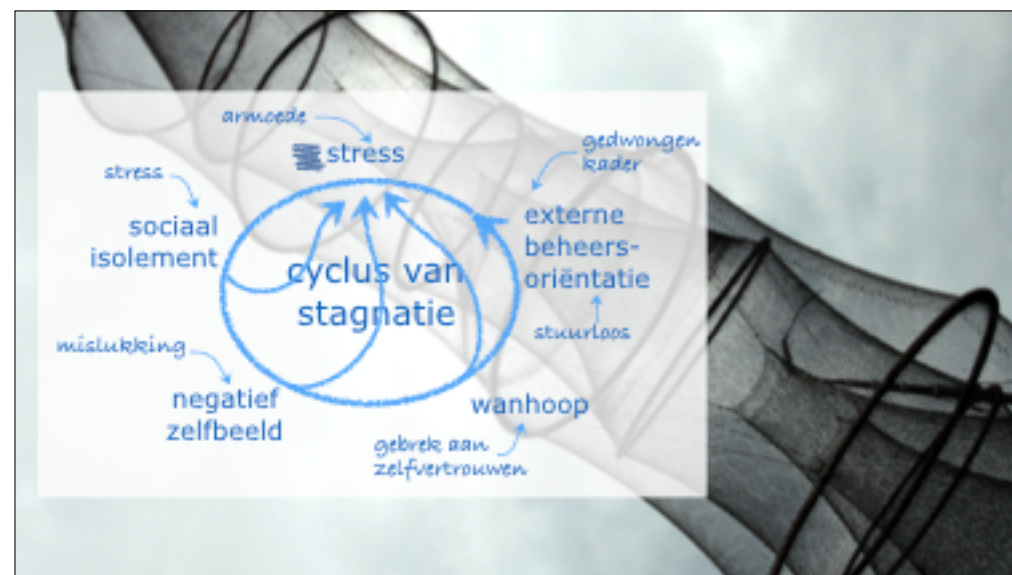 armoede
stress
gedwongen
kader
stress
externe
beheers-
oriëntatie
sociaal
isolement
cyclus van
stagnatie
stuurloos
mislukking
negatief
zelfbeeld
wanhoop
gebrek aan
zelfvertrouwen